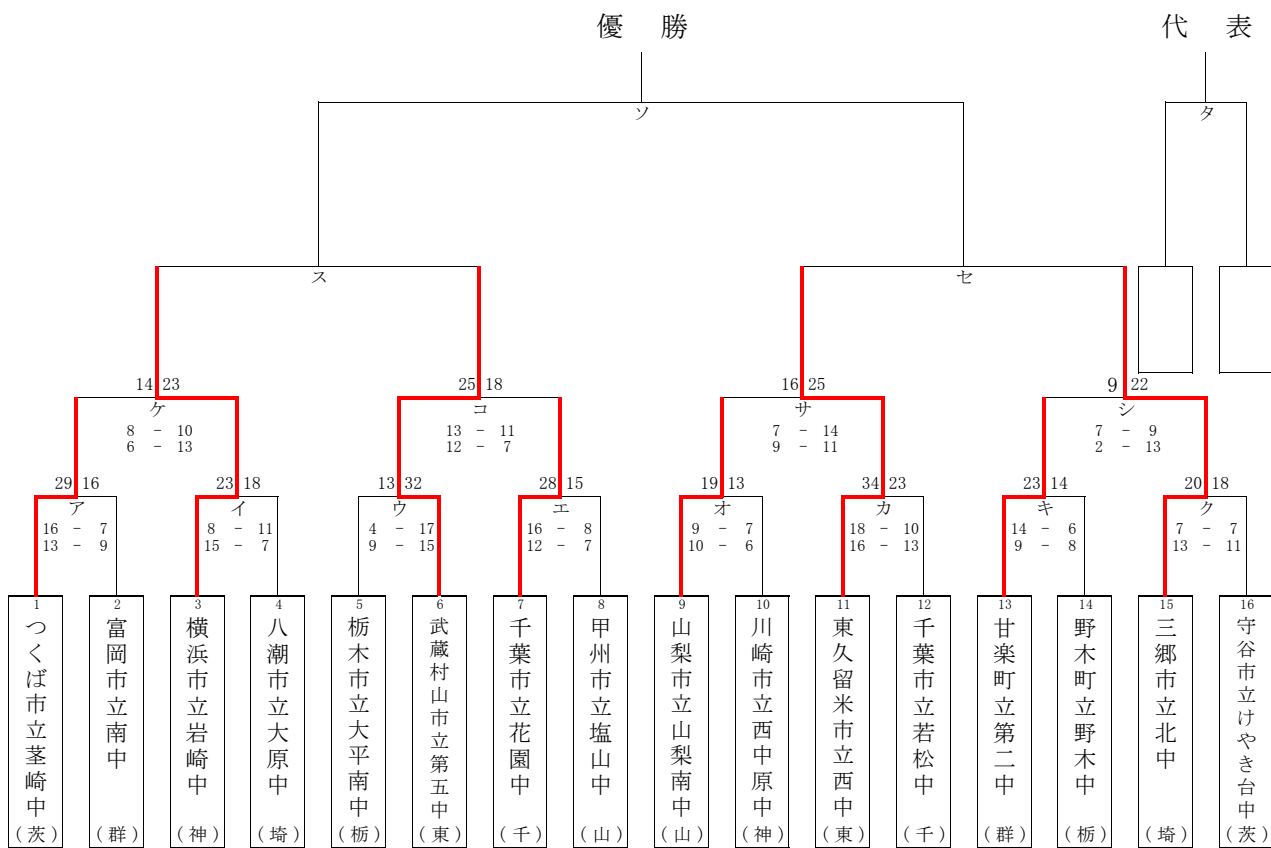 優 勝
代 表
ソ
タ
ス
セ
14 23
25 18
16 25
9 22
ケ
コ
サ
シ
8 - 10
6 - 13
13 - 11
12 - 7
7 - 14
9 - 11
7 - 9
2 - 13
29 16
23 18
13 32
28 15
19 13
34 23
23 14
20 18
ア
イ
ウ
エ
オ
カ
キ
ク
16 - 7
13 - 9
8 - 11
15 - 7
4 - 17
9 - 15
16 - 8
12 - 7
9 - 7
10 - 6
18 - 10
16 - 13
14 - 6
9 - 8
7 - 7
13 - 11
1
つくば市立茎崎中
(茨)
2
富岡市立南中
(群)
3
横浜市立岩崎中
(神)
4
八潮市立大原中
(埼)
5
栃木市立大平南中
(栃)
6
武蔵村山市立第五中
(東)
7
千葉市立花園中
(千)
8
甲州市立塩山中
(山)
9
山梨市立山梨南中
(山)
10
川崎市立西中原中
(神)
11
東久留米市立西中
(東)
12
千葉市立若松中
(千)
13
甘楽町立第二中
(群)
14
野木町立野木中
(栃)
15
三郷市立北中
(埼)
16
守谷市立けやき台中
(茨)